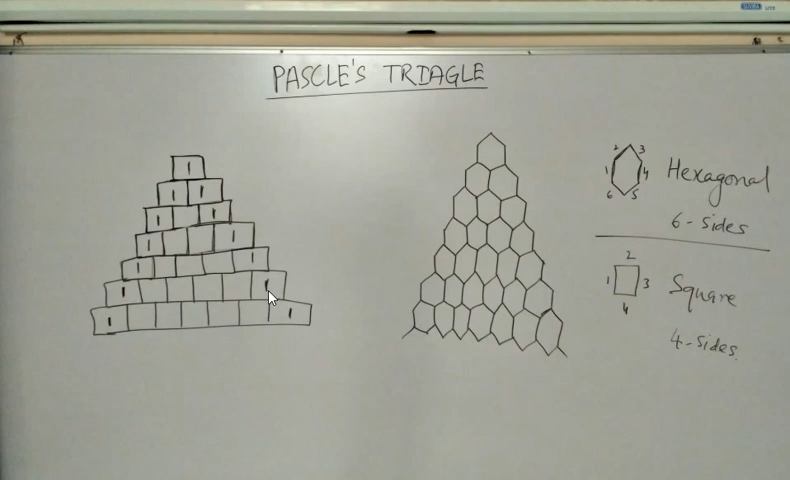 PASCLE'S TRIAGLE
1
1 1
1 1
1 1
1 1
1 1
1 1
2 3
1 4
6 5
Hexagonal
6-sides
2
1 3
4
Square
4-sides.